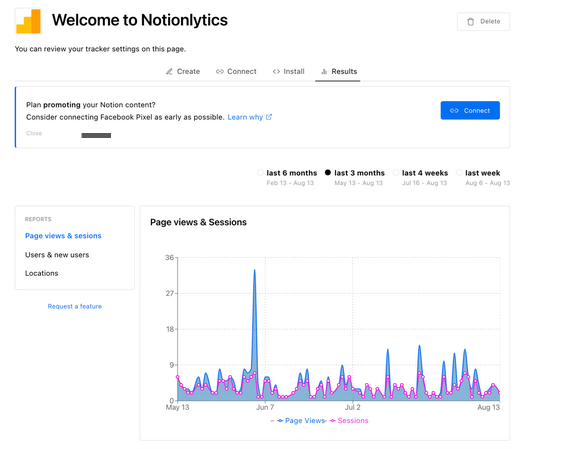 Welcome to Notionlytics
Delete
You can review your tracker settings on this page.
Create
Connect
Install
Results
Plan promoting your Notion content?
Consider connecting Facebook Pixel as early as possible. Learn why
Connect
Close
last 6 months
Feb 13 - Aug 13
last 3 months
May 13 - Aug 13
last 4 weeks
Jul 16 - Aug 13
last week
Aug 6 - Aug 13
REPORTS
Page views & sesions
Users & new users
Locations
Request a feature
Page views & Sessions
36
27
18
9
0
May 13
Jun 7
Jul 2
Aug 13
Page Views
Sessions